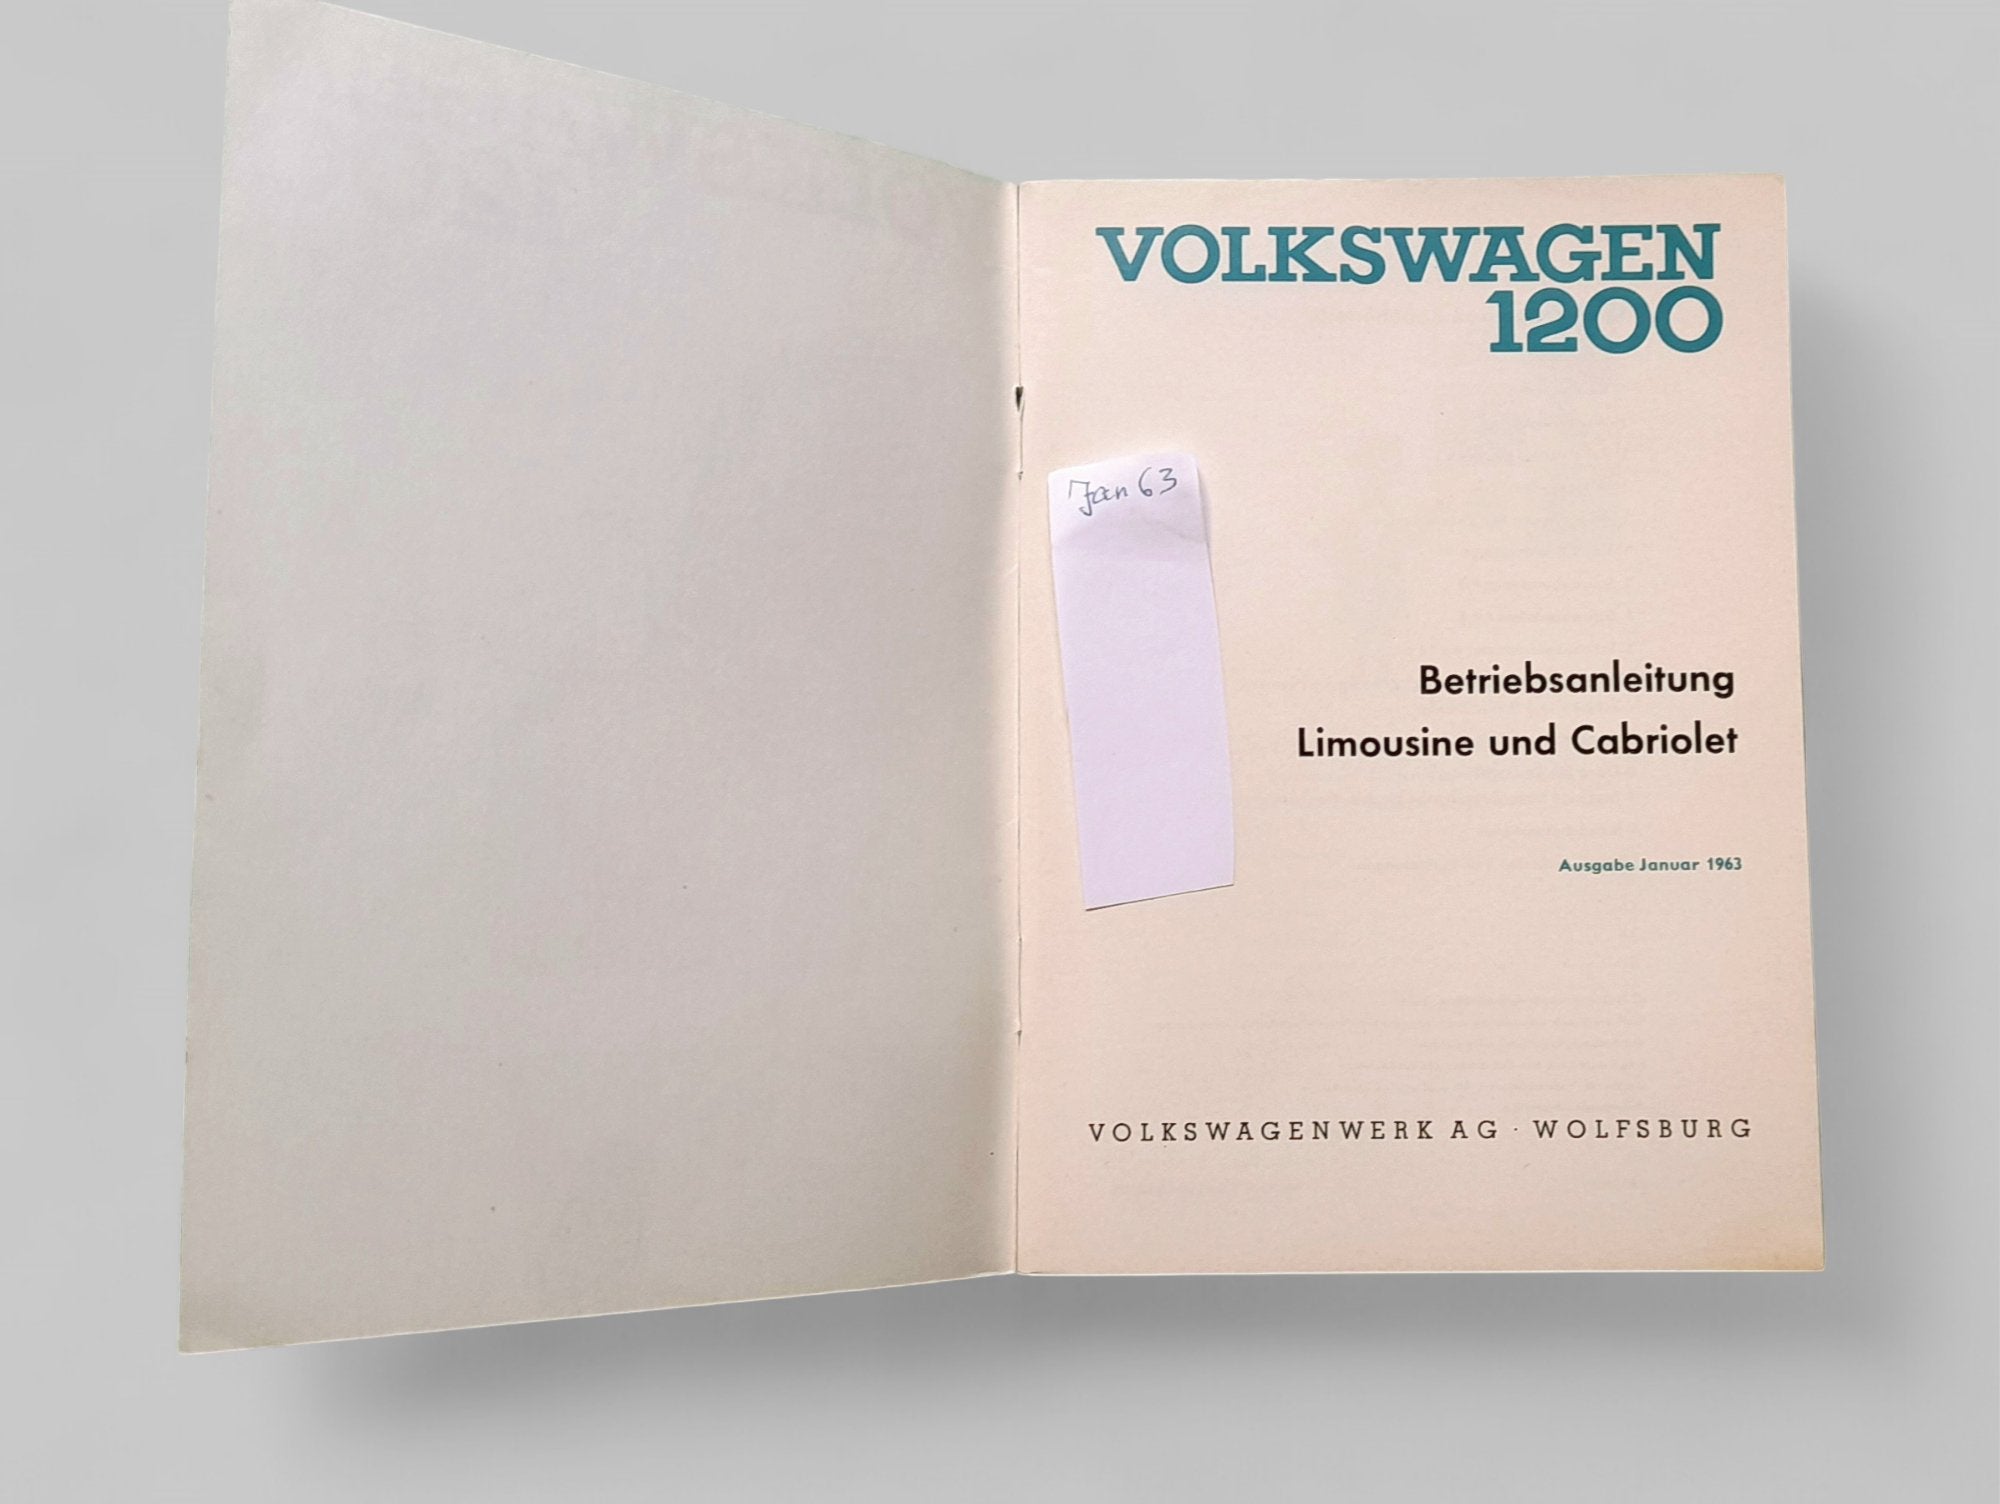 VOLKSWAGEN
1200
Jan 63
Betriebsanleitung
Limousine und Cabriolet
Ausgabe Januar 1963
VOLKSWAGENWERK AG · WOLFSBURG